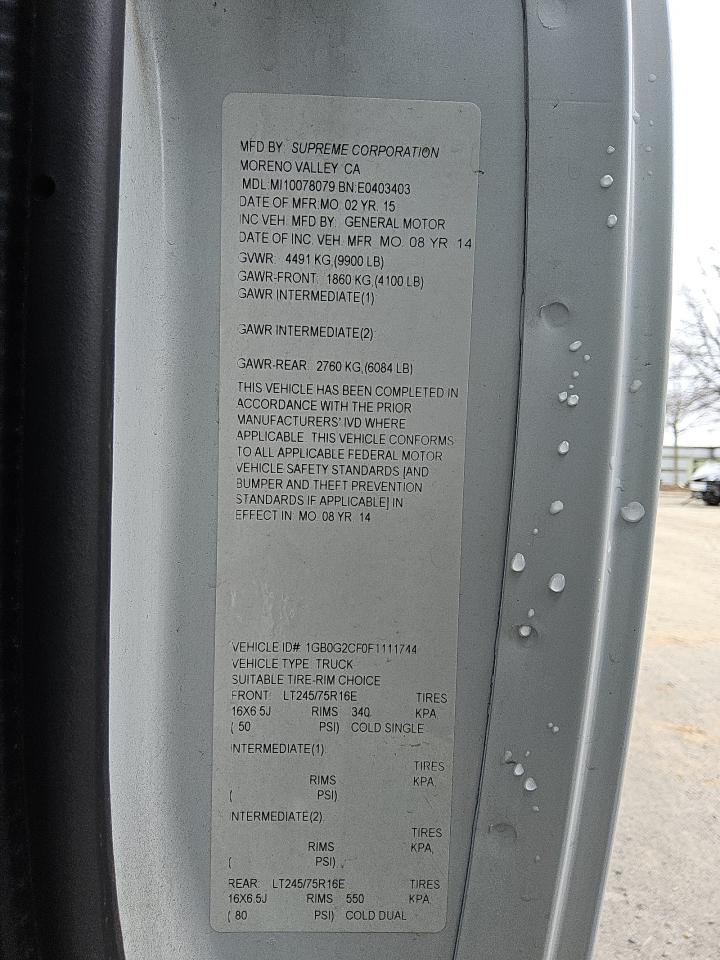 MFD BY: SUPREME CORPORATION
MORENO VALLEY, CA
MDL:MI10078079 BN:E0403403
DATE OF MFR:MO. 02 YR. 15
INC VEH. MFD BY: GENERAL MOTOR
DATE OF INC. VEH. MFR. MO. 08 YR. 14
GVWR: 4491 KG,(9900 LB)
GAWR-FRONT: 1860 KG,(4100 LB)
GAWR INTERMEDIATE(1)
GAWR INTERMEDIATE(2)
GAWR-REAR: 2760 KG,(6084 LB)
THIS VEHICLE HAS BEEN COMPLETED IN
ACCORDANCE WITH THE PRIOR
MANUFACTURERS' IVD WHERE
APPLICABLE. THIS VEHICLE CONFORMS
TO ALL APPLICABLE FEDERAL MOTOR
VEHICLE SAFETY STANDARDS [AND
BUMPER AND THEFT PREVENTION
STANDARDS IF APPLICABLE] IN
EFFECT IN: MO. 08 YR. 14
VEHICLE ID# 1GB0G2CF0F1111744
VEHICLE TYPE: TRUCK
SUITABLE TIRE-RIM CHOICE
FRONT: LT245/75R16E TIRES
16X6.5J RIMS 340 KPA,
( 50 PSI) COLD SINGLE
INTERMEDIATE(1)
TIRES
RIMS KPA,
( PSI)
INTERMEDIATE(2)
TIRES
RIMS KPA,
( PSI)
REAR: LT245/75R16E TIRES
16X6.5J RIMS 550 KPA,
( 80 PSI) COLD DUAL